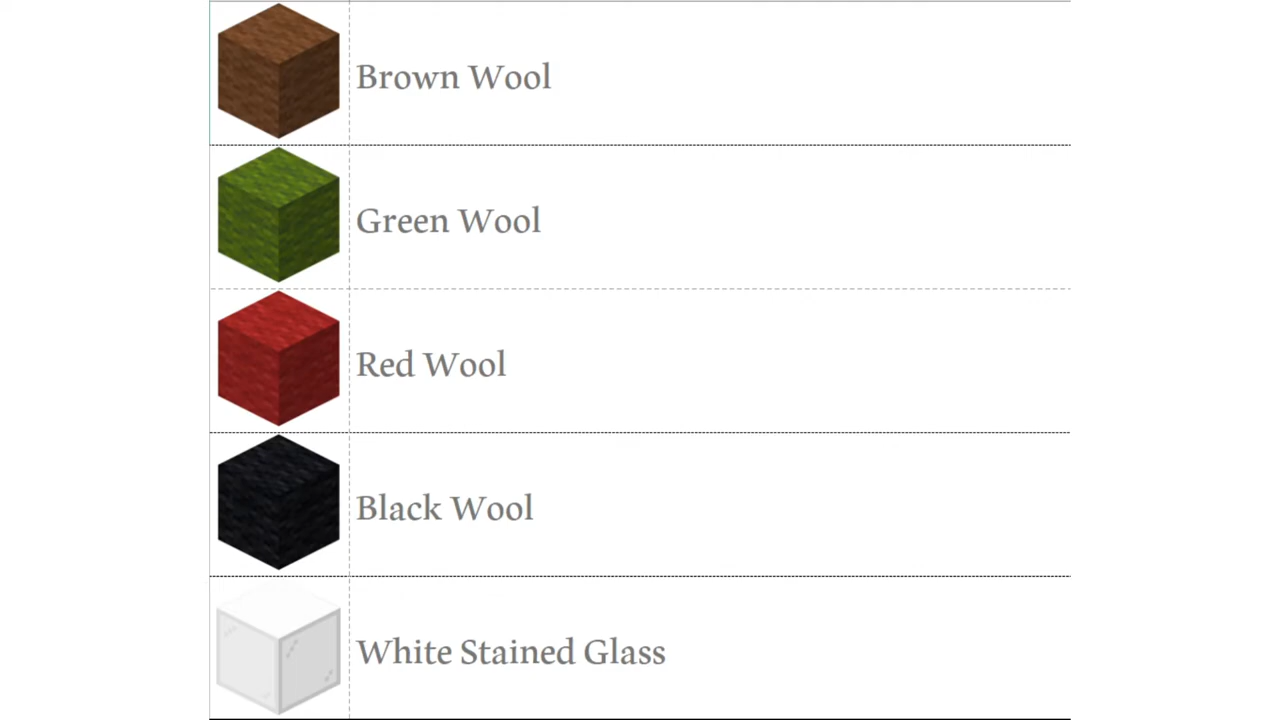 Brown Wool
Green Wool
Red Wool
Black Wool
White Stained Glass